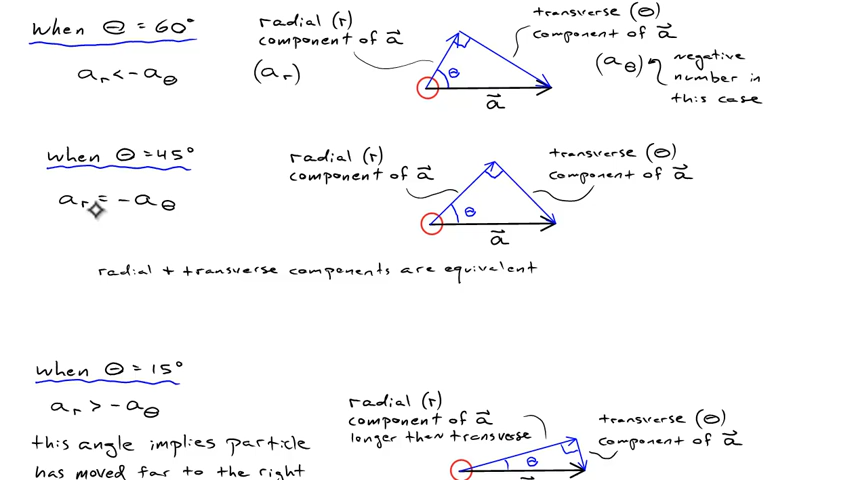 when θ = 60°
a_r < - a_θ
radial (r)
component of a⃗
(a_r)
θ
a⃗
transverse (θ)
component of a⃗
(a_θ)
negative
number in
this case
when θ = 45°
a_r = - a_θ
radial (r)
component of a⃗
θ
a⃗
transverse (θ)
component of a⃗
radial + transverse components are equivalent
when θ = 15°
a_r > - a_θ
this angle implies particle
has moved far to the right
radial (r)
component of a⃗
longer then transverse
θ
transverse (θ)
component of a⃗